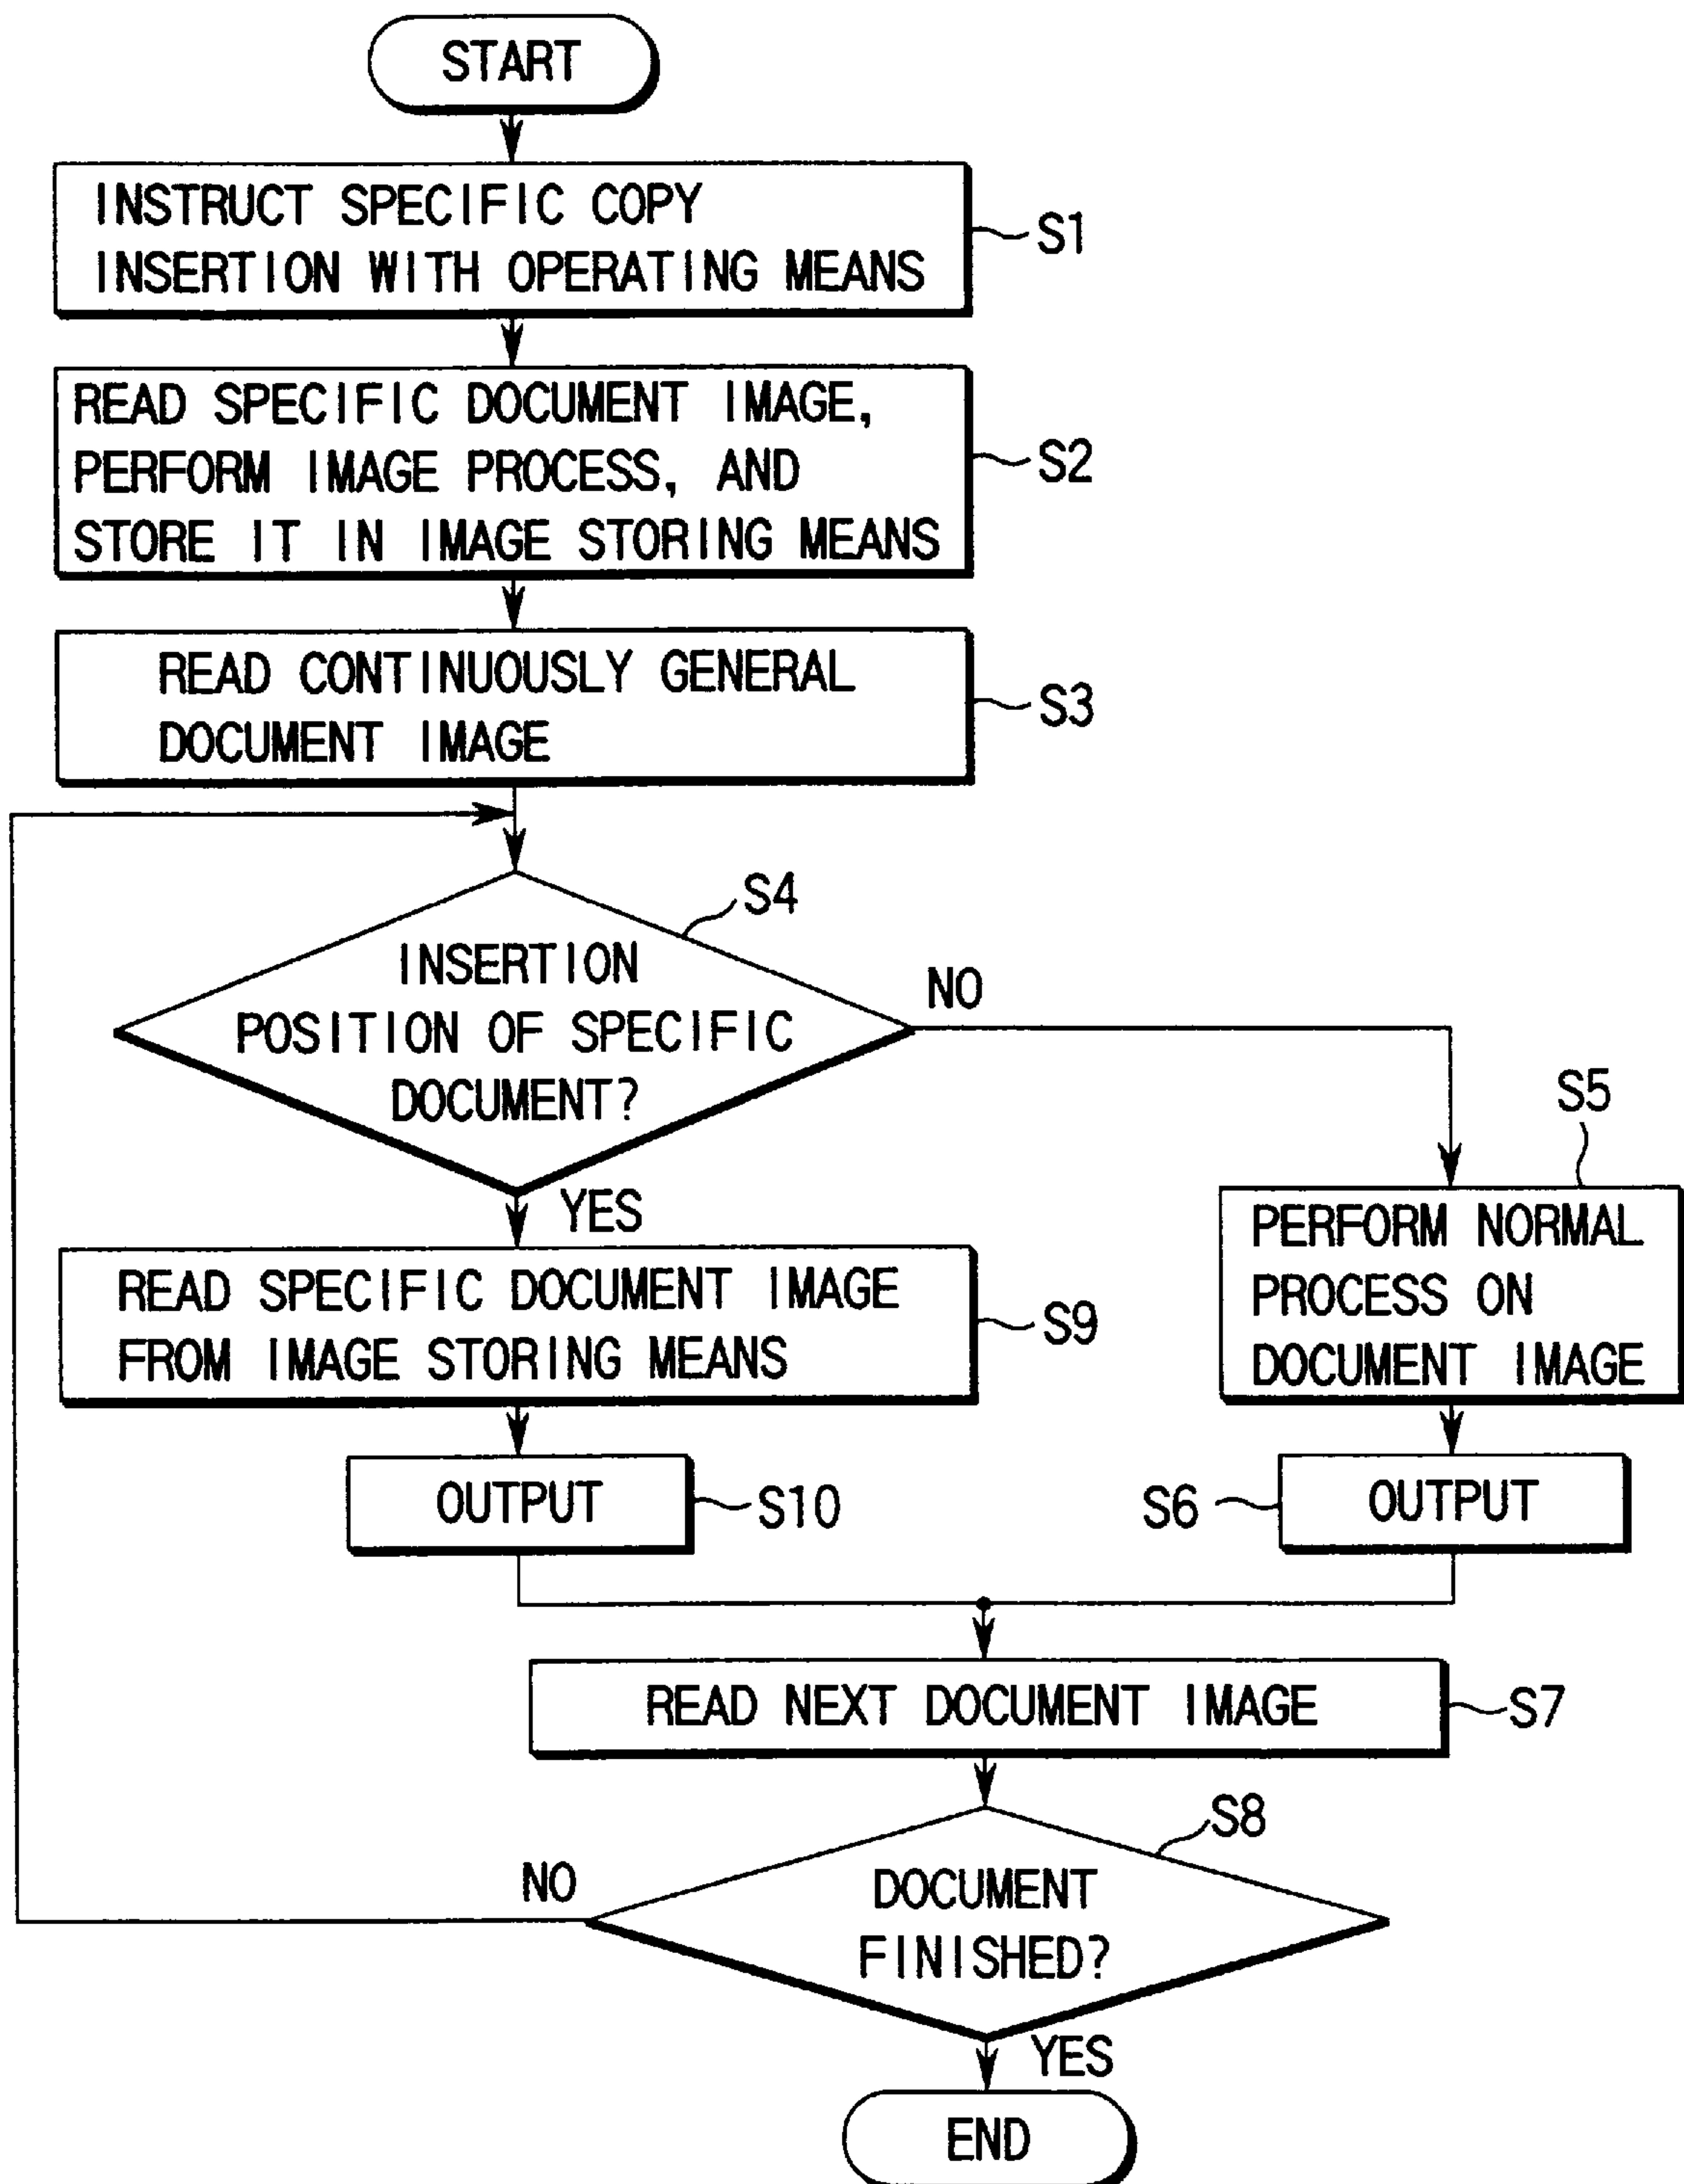 START
INSTRUCT SPECIFIC COPY
INSERTION WITH OPERATING MEANS
S1
READ SPECIFIC DOCUMENT IMAGE,
PERFORM IMAGE PROCESS, AND
STORE IT IN IMAGE STORING MEANS
S2
READ CONTINUOUSLY GENERAL
DOCUMENT IMAGE
S3
S4
INSERTION
POSITION OF SPECIFIC
DOCUMENT?
NO
YES
S5
PERFORM NORMAL
PROCESS ON
DOCUMENT IMAGE
READ SPECIFIC DOCUMENT IMAGE
FROM IMAGE STORING MEANS
S9
OUTPUT
S10
S6
OUTPUT
READ NEXT DOCUMENT IMAGE
S7
S8
DOCUMENT
FINISHED?
NO
YES
END